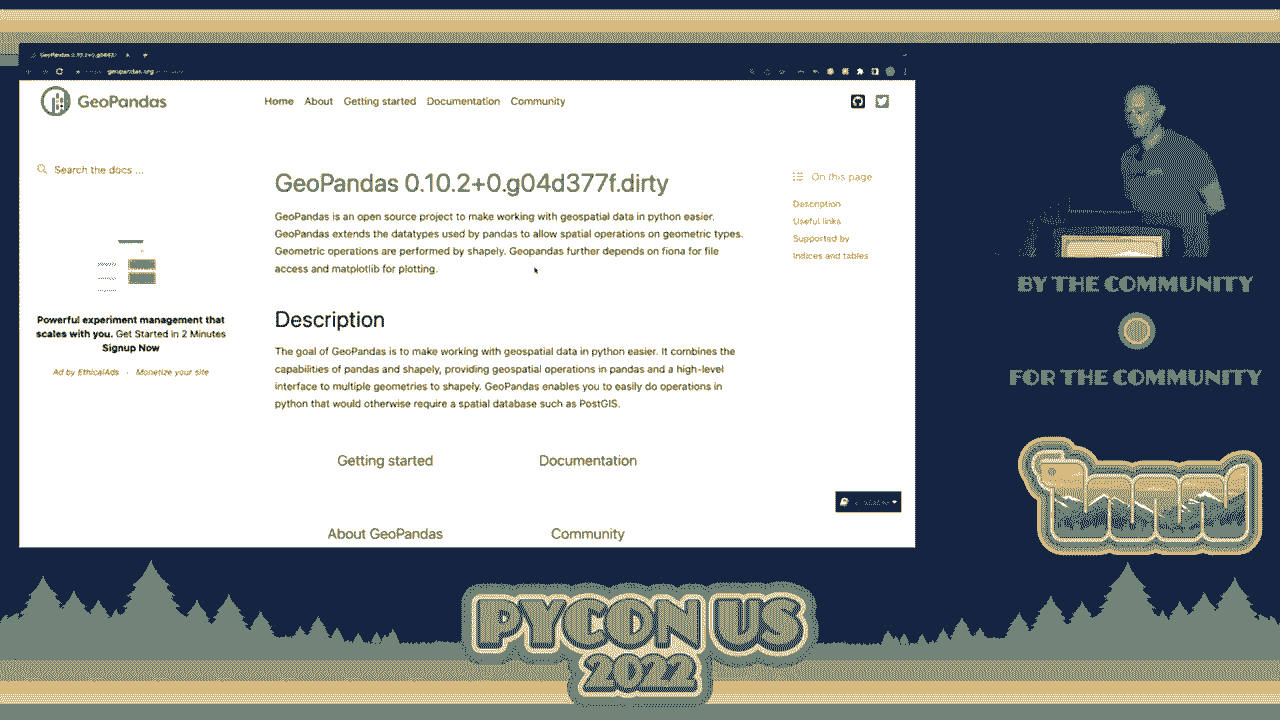 GeoPandas 0.10.2+0.g04d377f
geopandas.org
GeoPandas
Home About Getting started Documentation Community
Search the docs ...
GeoPandas 0.10.2+0.g04d377f.dirty
GeoPandas is an open source project to make working with geospatial data in python easier.
GeoPandas extends the datatypes used by pandas to allow spatial operations on geometric types.
Geometric operations are performed by shapely. Geopandas further depends on fiona for file
access and matplotlib for plotting.
On this page
Description
Useful links
Supported by
Indices and tables
Powerful experiment management that
scales with you. Get Started in 2 Minutes
Signup Now
Ad by EthicalAds · Monetize your site
Description
The goal of GeoPandas is to make working with geospatial data in python easier. It combines the
capabilities of pandas and shapely, providing geospatial operations in pandas and a high-level
interface to multiple geometries to shapely. GeoPandas enables you to easily do operations in
python that would otherwise require a spatial database such as PostGIS.
Getting started
Documentation
About GeoPandas
Community
BY THE COMMUNITY
FOR THE COMMUNITY
PYCON US
2022